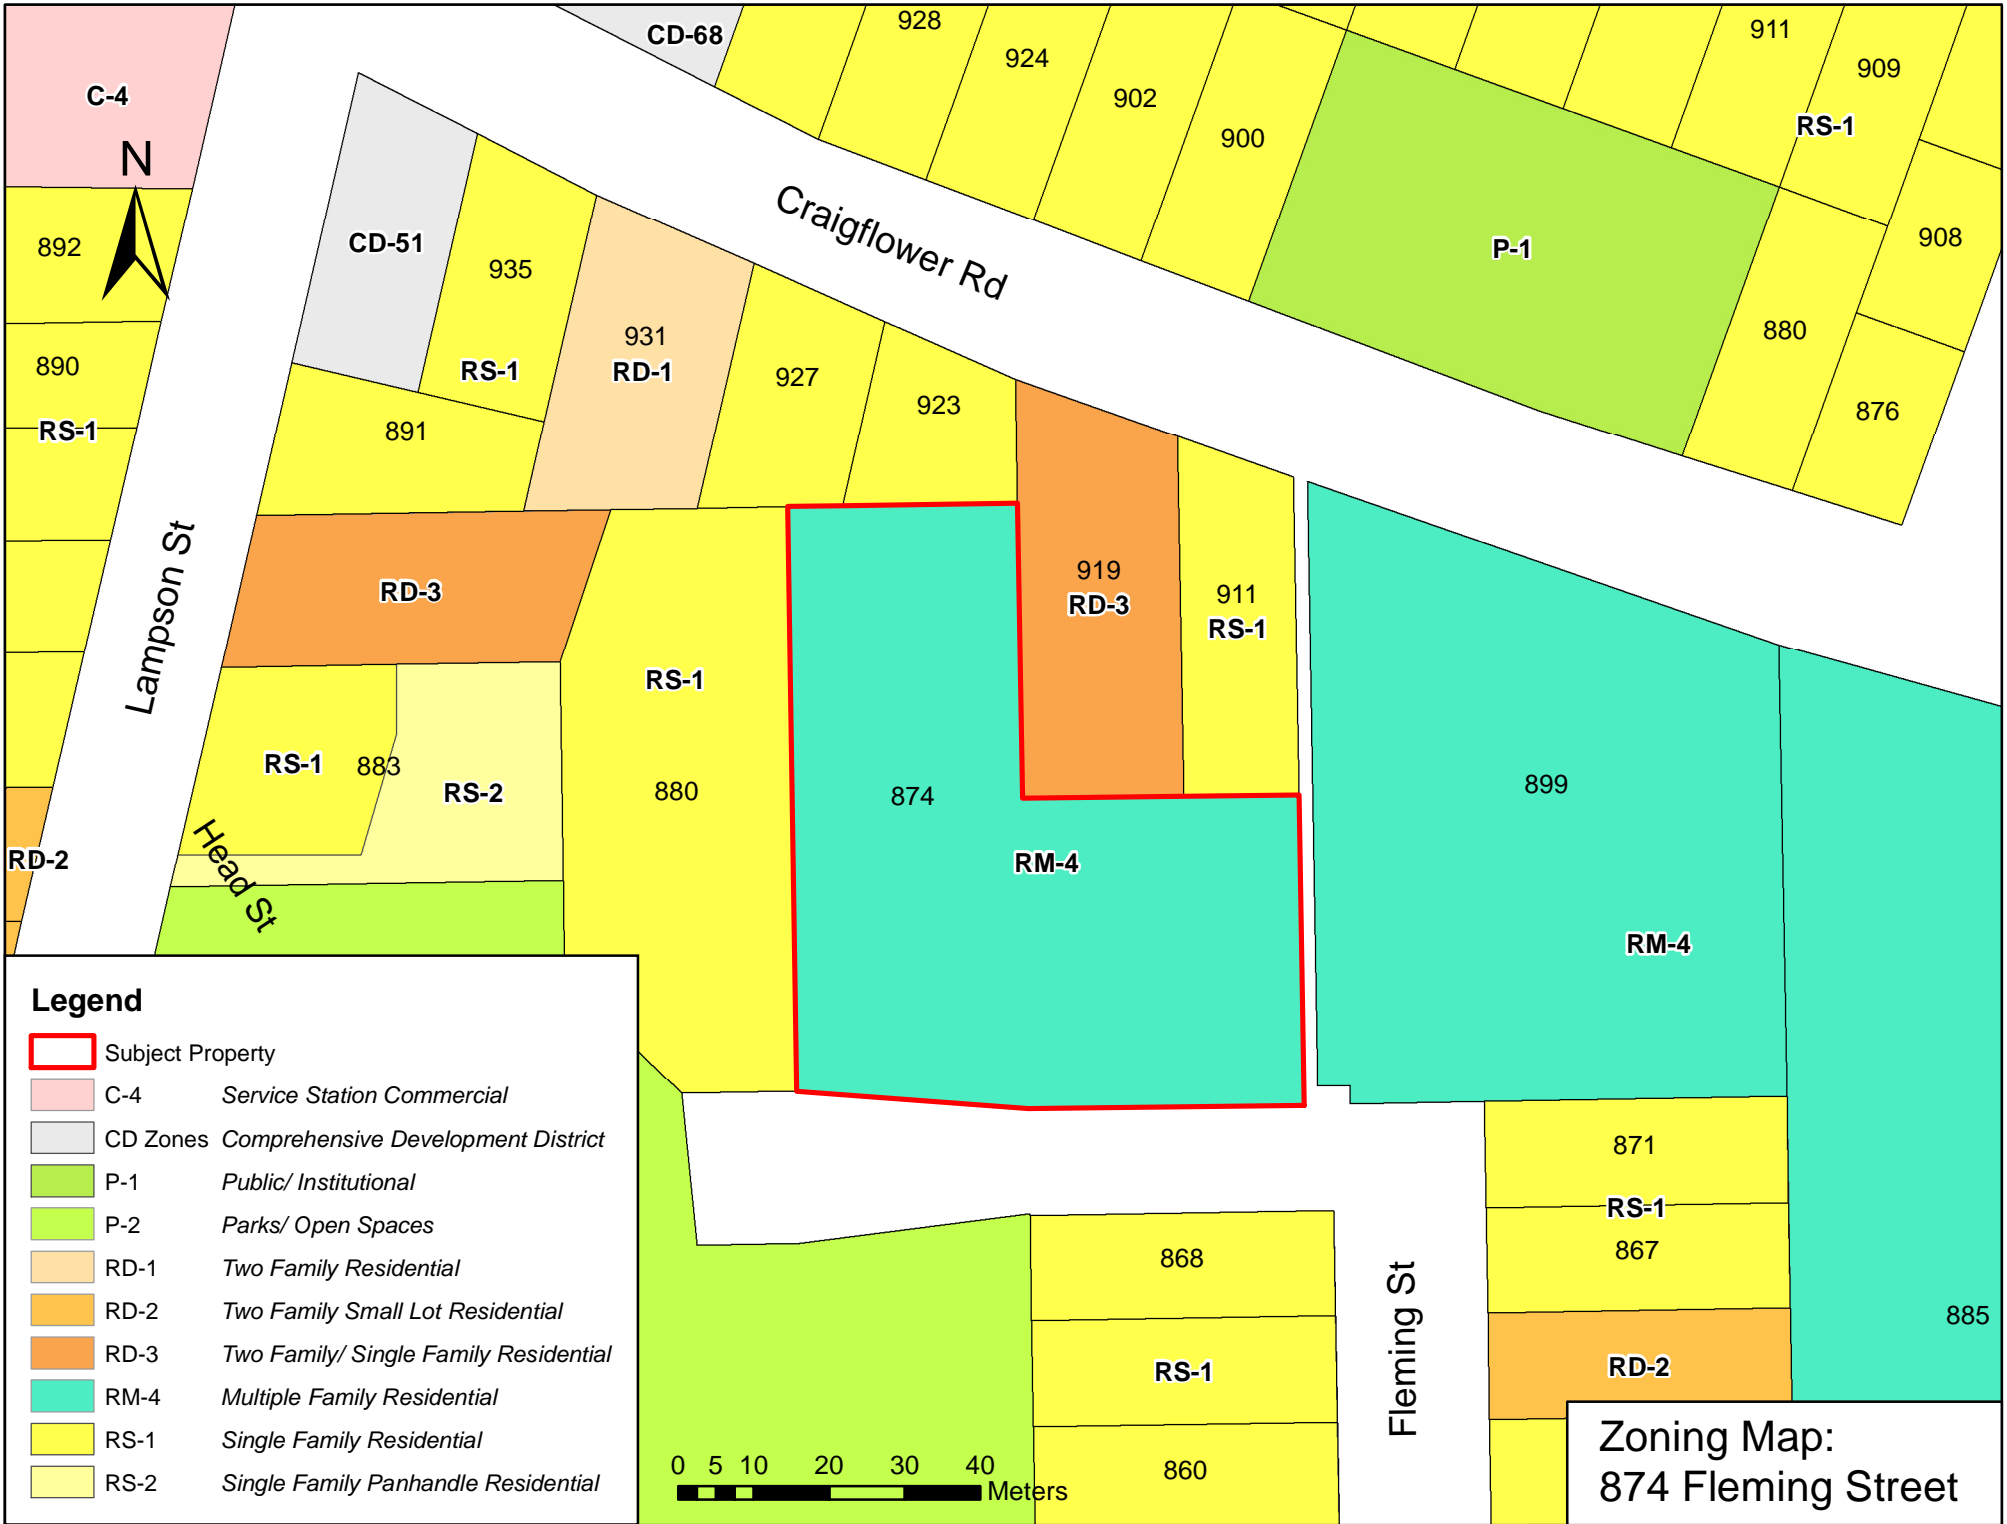 CD-68
928
924
902
900
911
909
RS-1
908
C-4
N
892
890
RS-1
CD-51
935
RS-1
931
RD-1
927
923
891
Craigflower Rd
P-1
880
876
Lampson St
RD-3
RS-1
883
RS-2
RS-1
880
874
RM-4
919
RD-3
911
RS-1
899
RM-4
RD-2
Head St
871
RS-1
867
868
RS-1
860
Fleming St
RD-2
885
Legend
Subject Property
C-4 Service Station Commercial
CD Zones Comprehensive Development District
P-1 Public/ Institutional
P-2 Parks/ Open Spaces
RD-1 Two Family Residential
RD-2 Two Family Small Lot Residential
RD-3 Two Family/ Single Family Residential
RM-4 Multiple Family Residential
RS-1 Single Family Residential
RS-2 Single Family Panhandle Residential
0 5 10 20 30 40
Meters
Zoning Map:
874 Fleming Street